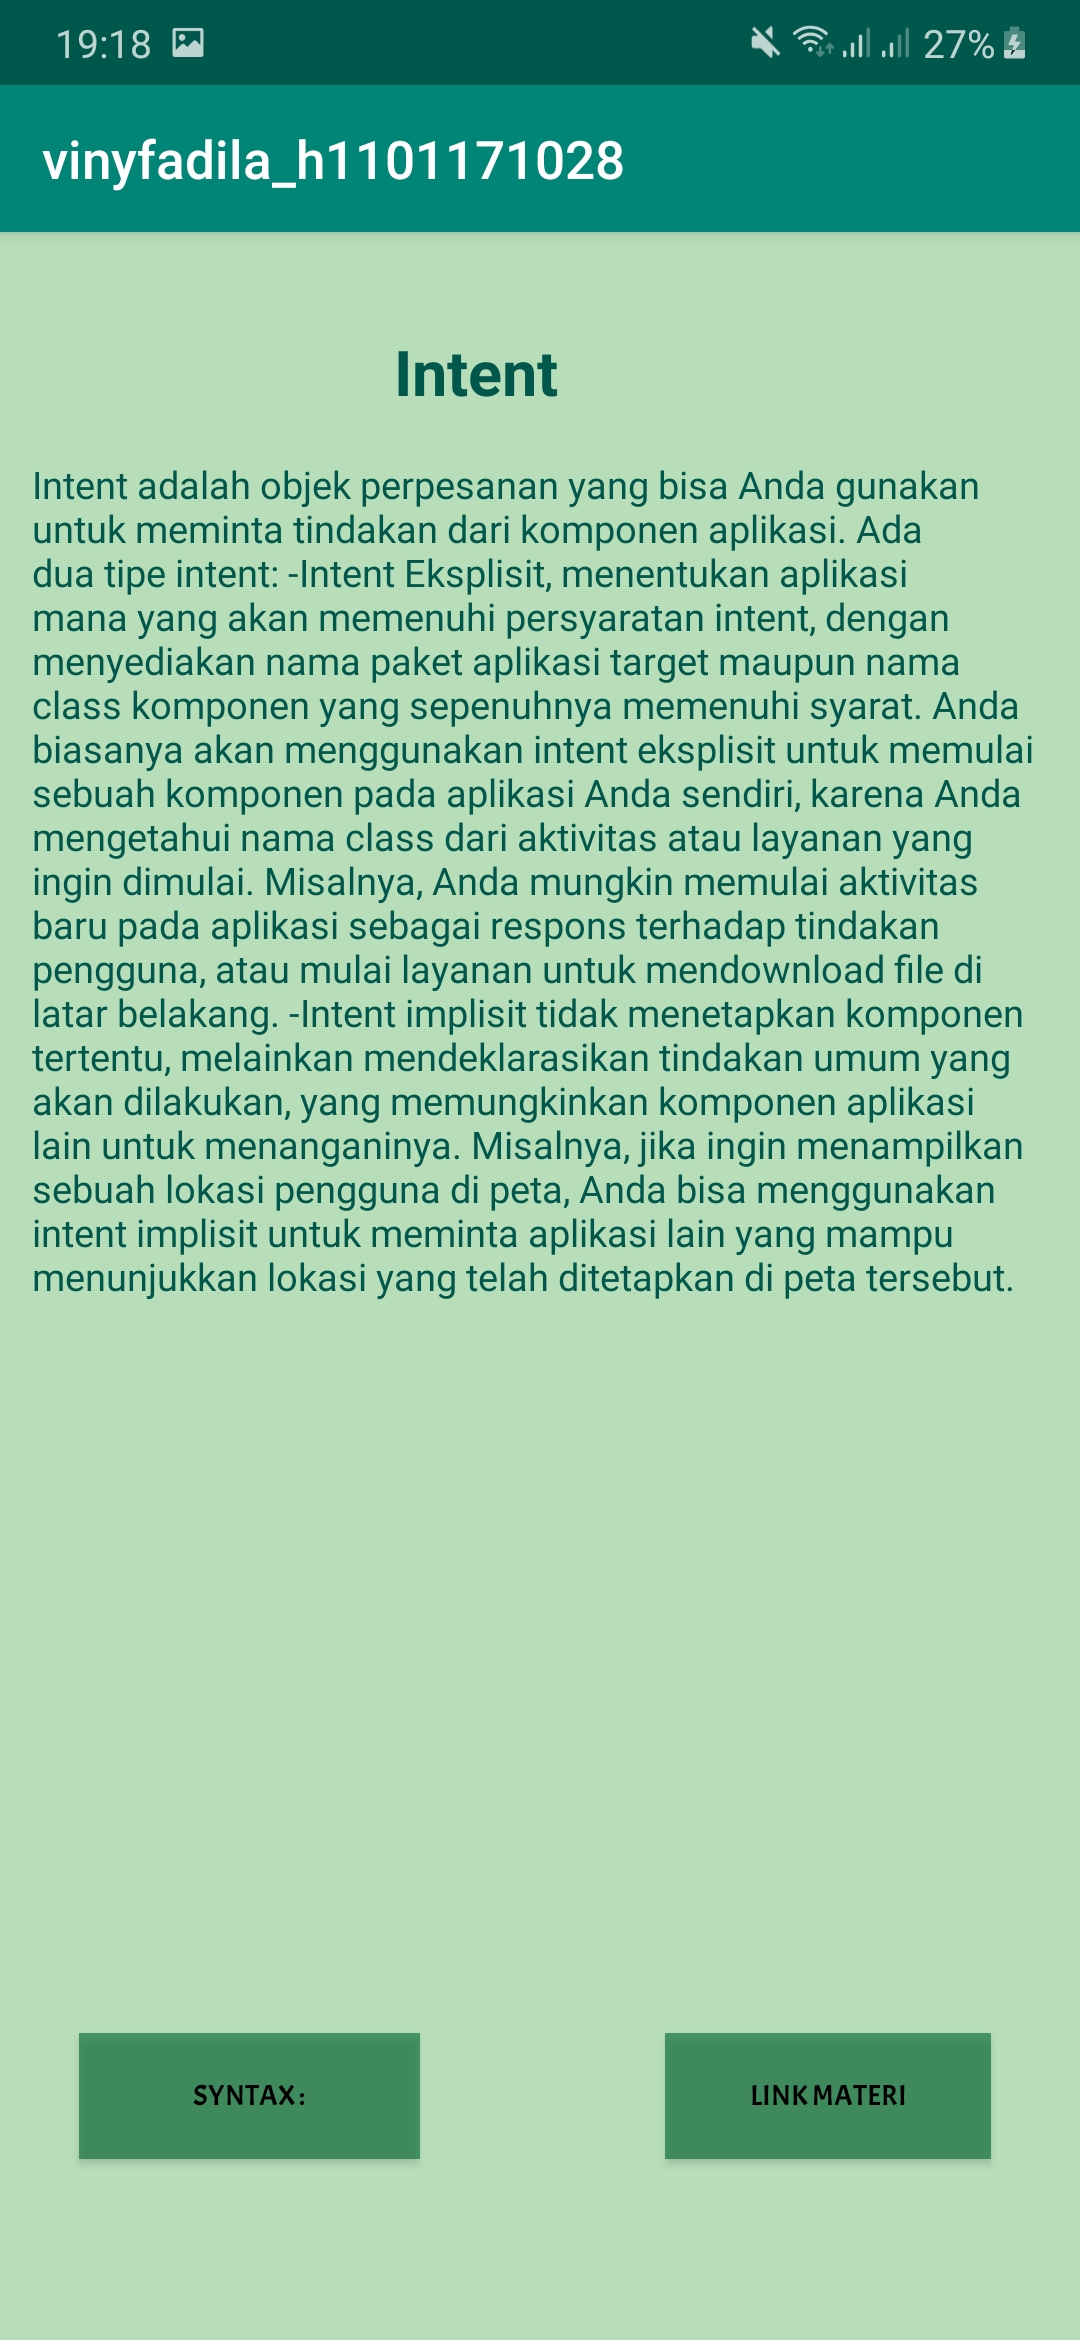 19:18
27%
vinyfadila_h1101171028
Intent
Intent adalah objek perpesanan yang bisa Anda gunakan
untuk meminta tindakan dari komponen aplikasi. Ada
dua tipe intent: -Intent Eksplisit, menentukan aplikasi
mana yang akan memenuhi persyaratan intent, dengan
menyediakan nama paket aplikasi target maupun nama
class komponen yang sepenuhnya memenuhi syarat. Anda
biasanya akan menggunakan intent eksplisit untuk memulai
sebuah komponen pada aplikasi Anda sendiri, karena Anda
mengetahui nama class dari aktivitas atau layanan yang
ingin dimulai. Misalnya, Anda mungkin memulai aktivitas
baru pada aplikasi sebagai respons terhadap tindakan
pengguna, atau mulai layanan untuk mendownload file di
latar belakang. -Intent implisit tidak menetapkan komponen
tertentu, melainkan mendeklarasikan tindakan umum yang
akan dilakukan, yang memungkinkan komponen aplikasi
lain untuk menanganinya. Misalnya, jika ingin menampilkan
sebuah lokasi pengguna di peta, Anda bisa menggunakan
intent implisit untuk meminta aplikasi lain yang mampu
menunjukkan lokasi yang telah ditetapkan di peta tersebut.
SYNTAX :
LINK MATERI